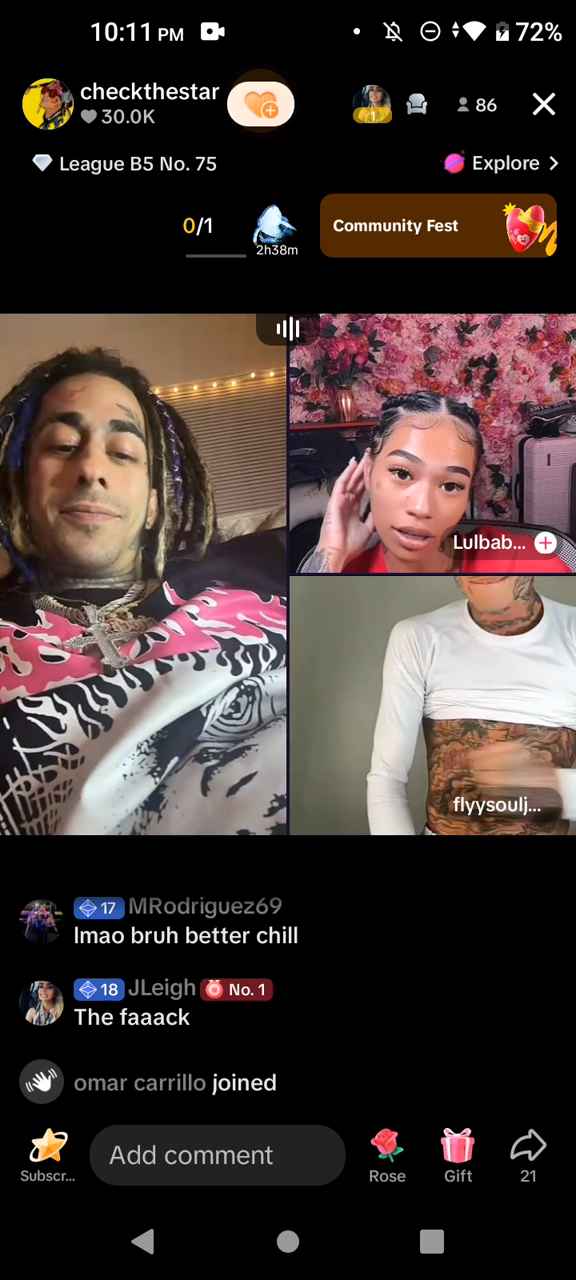 10:11 PM
72%
checkthestar
30.0K
1
86
League B5 No. 75
Explore >
0/1
2h38m
Community Fest
Lulbab...
flyysoulj...
17 MRodriguez69
lmao bruh better chill
18 JLeigh No. 1
The faaack
omar carrillo joined
Subscr...
Add comment
Rose
Gift
21